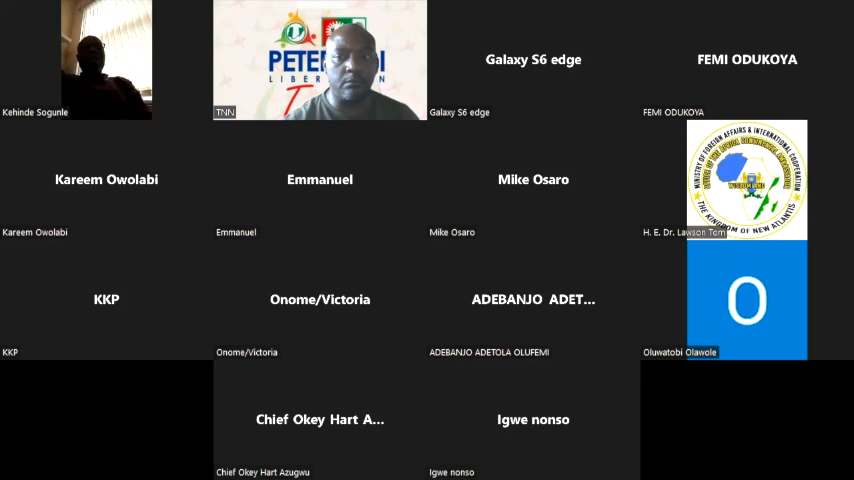 Kehinde Sogunle
PETER OBI
LIBER
TNN
Galaxy S6 edge
Galaxy S6 edge
FEMI ODUKOYA
FEMI ODUKOYA
Kareem Owolabi
Kareem Owolabi
Emmanuel
Emmanuel
Mike Osaro
Mike Osaro
MINISTRY OF FOREIGN AFFAIRS & INTERNATIONAL COOPERATION
THE KINGDOM OF NEW ATLANTIS
H. E. Dr. Lawson Tom
KKP
KKP
Onome/Victoria
Onome/Victoria
ADEBANJO ADET...
ADEBANJO ADETOLA OLUFEMI
O
Oluwatobi Olawole
Chief Okey Hart A...
Chief Okey Hart Azugwu
Igwe nonso
Igwe nonso